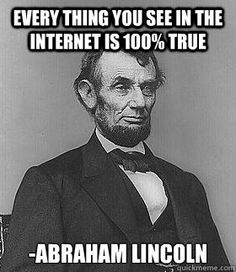 EVERY THING YOU SEE IN THE
INTERNET IS 100% TRUE
-ABRAHAM LINCOLN
quickmeme.com